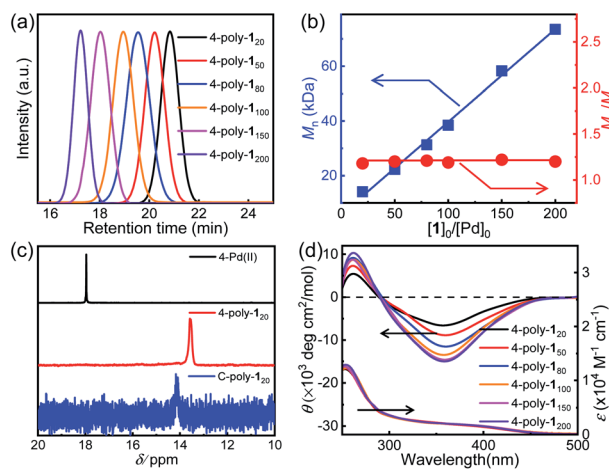 (a)
Intensity (a.u.)
4-poly-1₂₀
4-poly-1₅₀
4-poly-1₈₀
4-poly-1₁₀₀
4-poly-1₁₅₀
4-poly-1₂₀₀
16 18 20 22 24
Retention time (min)
(b)
Mn (kDa)
20
40
60
0 50 100 150 200
[1]₀/[Pd]₀
2.5
2.0
1.5
1.0
(c)
4-Pd(II)
4-poly-1₂₀
C-poly-1₂₀
20 18 16 14 12 10
δ/ppm
(d)
θ (×10³ deg cm²/mol)
10
0
-10
-20
-30
4-poly-1₂₀
4-poly-1₅₀
4-poly-1₈₀
4-poly-1₁₀₀
4-poly-1₁₅₀
4-poly-1₂₀₀
300 400 500
Wavelength(nm)
3
2
1
0
ε (x10⁴ M⁻¹ cm⁻¹)